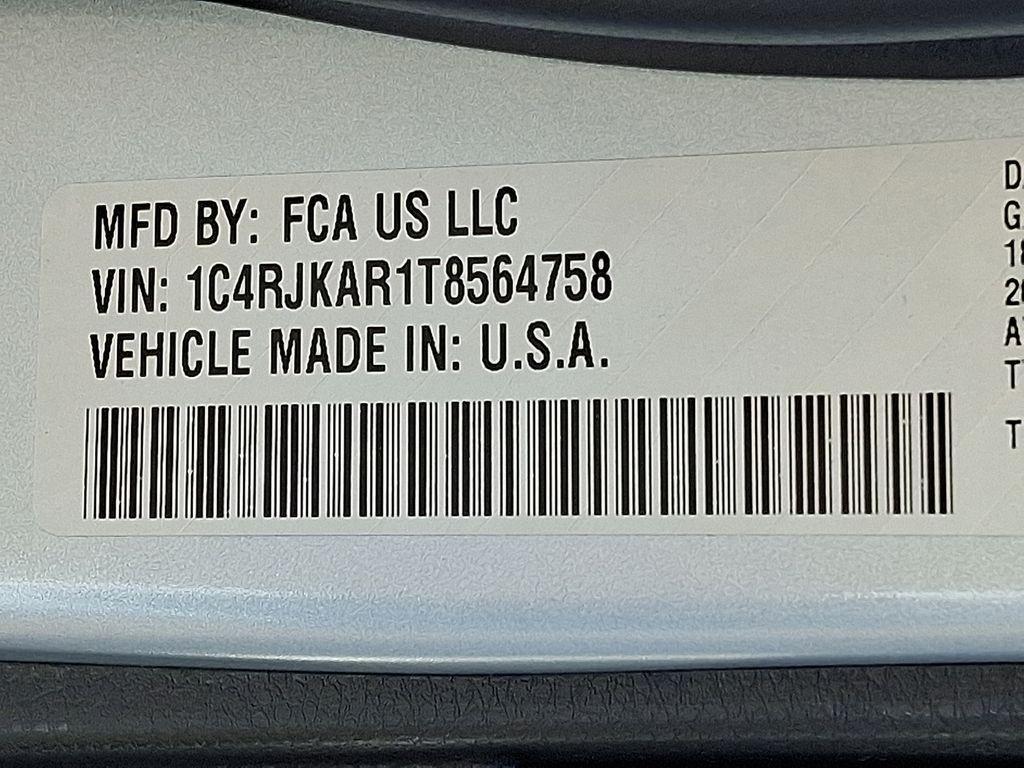 MFD BY: FCA US LLC
VIN: 1C4RJKAR1T8564758
VEHICLE MADE IN: U.S.A.